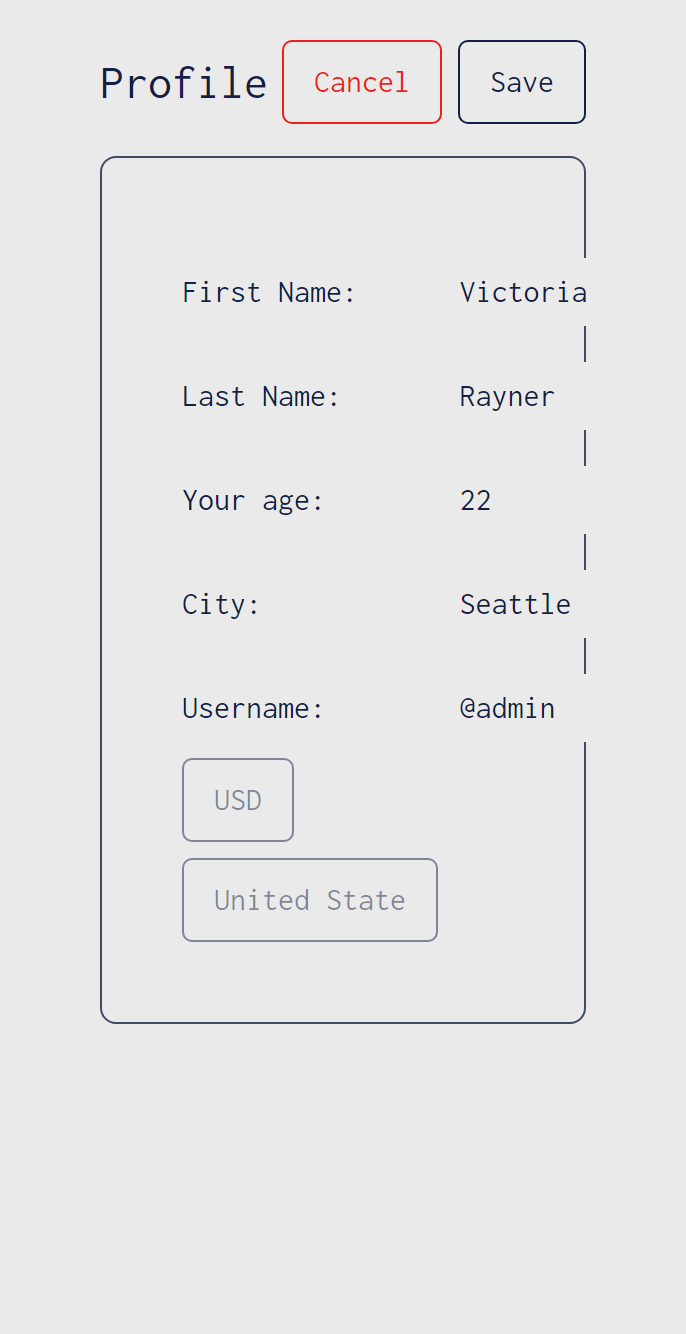 Profile Cancel Save
First Name: Victoria
Last Name: Rayner
Your age: 22
City: Seattle
Username: @admin
USD
United State